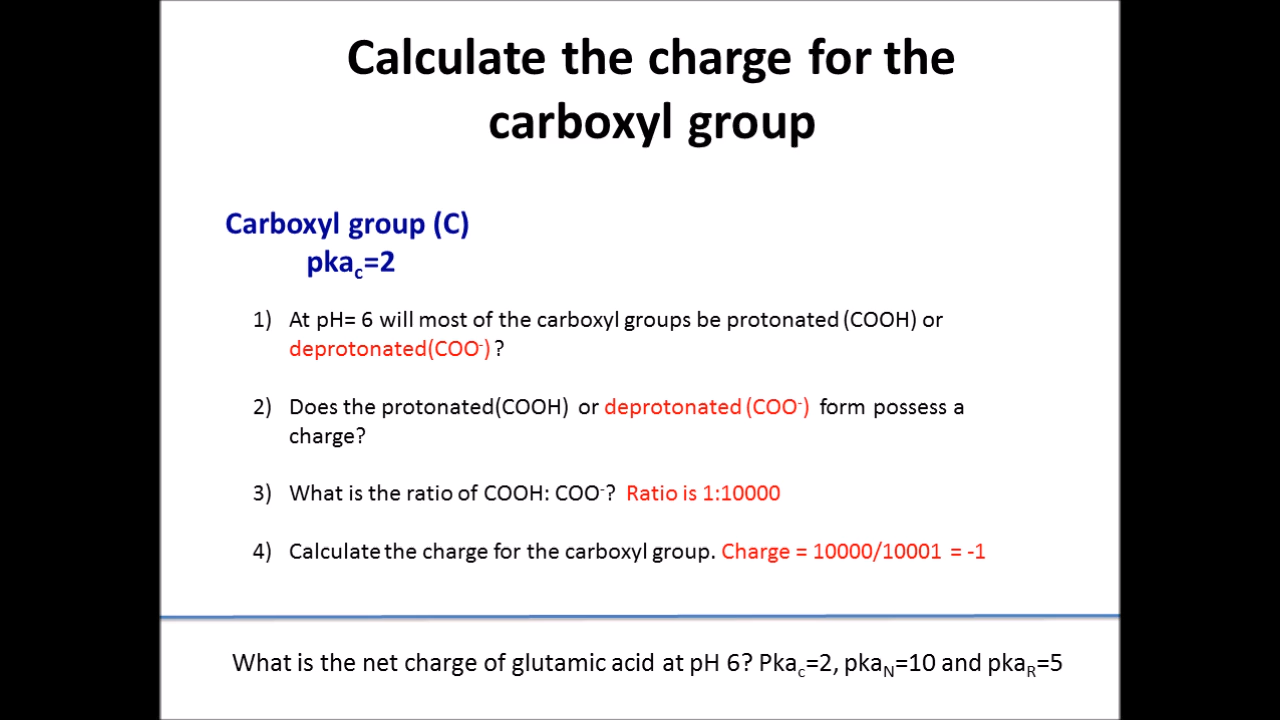 Calculate the charge for the
carboxyl group
Carboxyl group (C)
pkac=2
1) At pH= 6 will most of the carboxyl groups be protonated (COOH) or
deprotonated(COO-) ?
2) Does the protonated(COOH) or deprotonated (COO-) form possess a
charge?
3) What is the ratio of COOH: COO-? Ratio is 1:10000
4) Calculate the charge for the carboxyl group. Charge = 10000/10001 = -1
What is the net charge of glutamic acid at pH 6? Pkac=2, pkaN=10 and pkaR=5